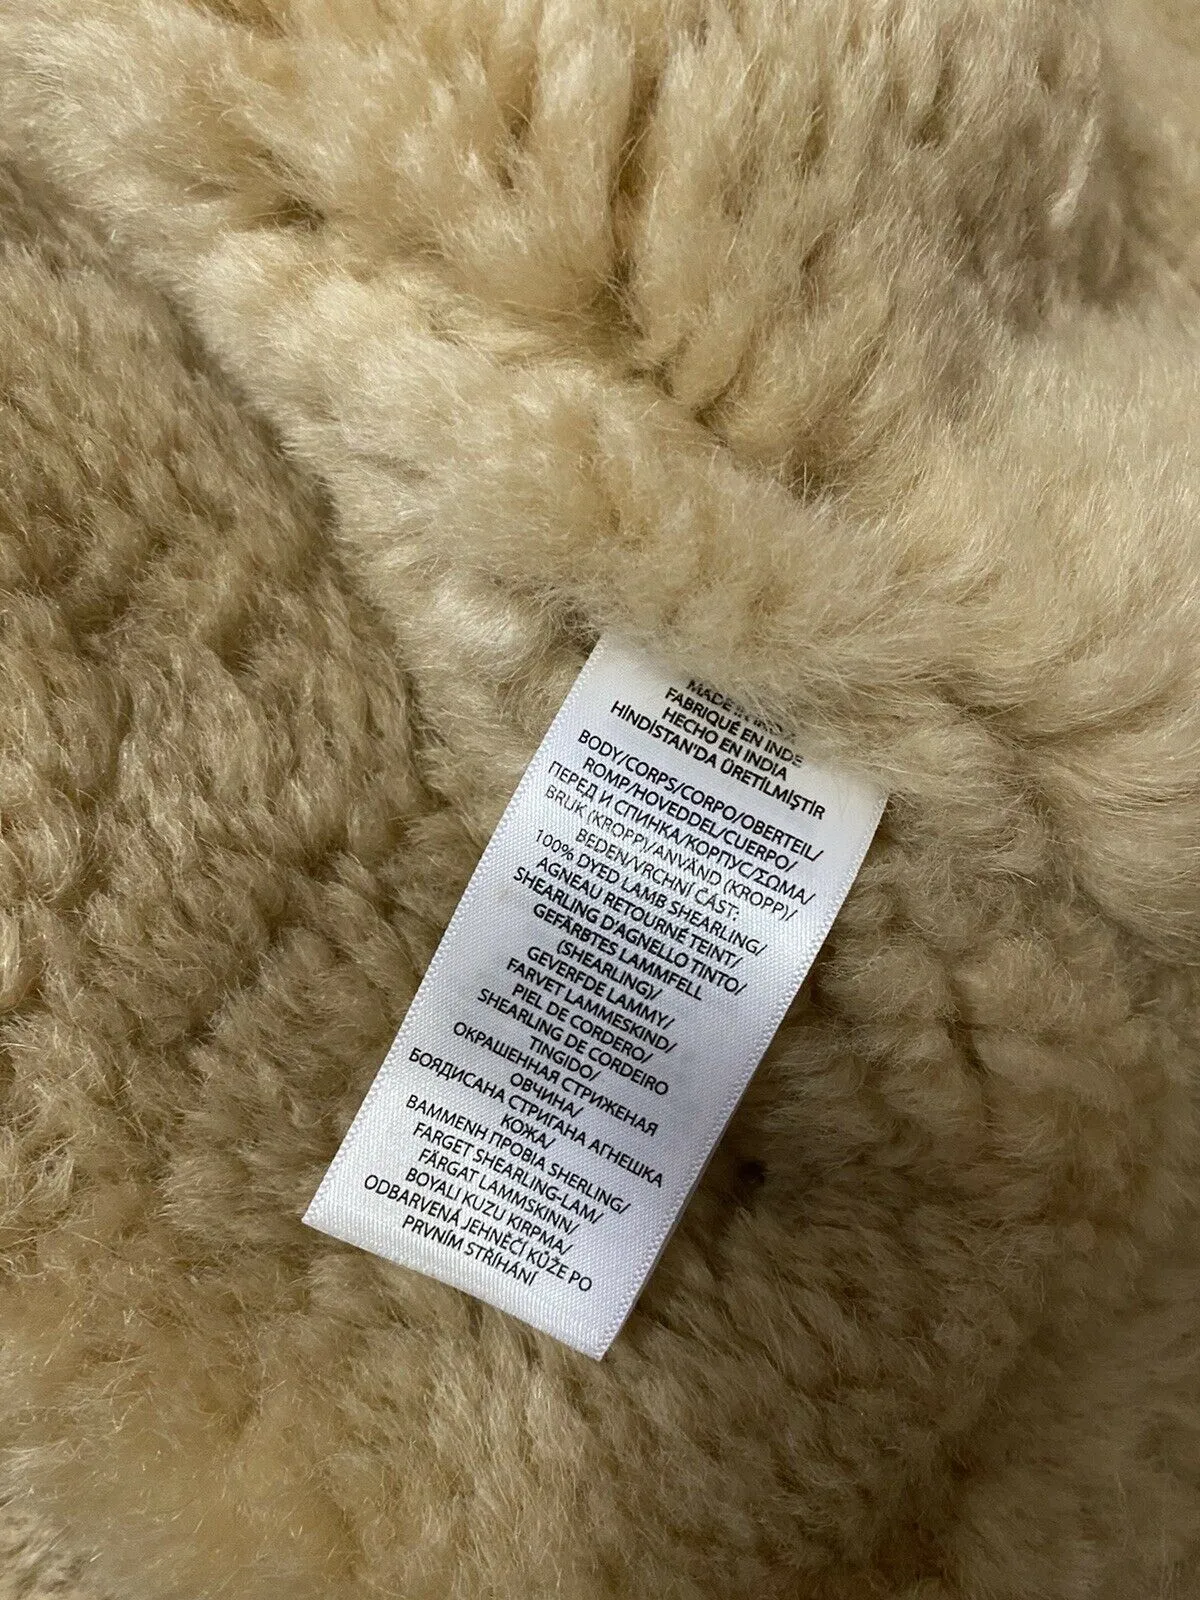 MADE IN INDIA
FABRIQUÉ EN INDE
HECHO EN INDIA
HİNDİSTAN'DA ÜRETİLMİŞTİR
BODY/CORPS/CORPO/OBERTEIL/
ROMP/HOVEDDEL/CUERPO/
ПЕРЕД И СПИНКА/КОРПУС/ΣΩΜΑ/
BRUK (KROPP)/ANVÄND (KROPP)/
BEDEN/VRCHNÍ CÁST:
100% DYED LAMB SHEARLING/
AGNEAU RETOURNÉ TEINT/
SHEARLING D'AGNELLO TINTO/
GEFÄRBTES LAMMFELL
(SHEARLING)/
GEVERFDE LAMMY/
FARVET LAMMESKIND/
PIEL DE CORDERO/
SHEARLING DE CORDEIRO
TINGIDO/
ОКРАШЕННАЯ СТРИЖЕНАЯ
ОВЧИНА/
БОЯДИСАНА СТРИГАНА АГНЕШКА
КОЖА/
ΒΑΜΜΕΝΗ ΠΡΟΒΙΑ SHERLING/
FARGET SHEARLING-LAM/
FÄRGAT LAMMSKINN/
BOYALI KUZU KIRPMA/
ODBARVENÁ JEHNĚČÍ KŮŽE PO
PRVNÍM STŘÍHÁNÍ